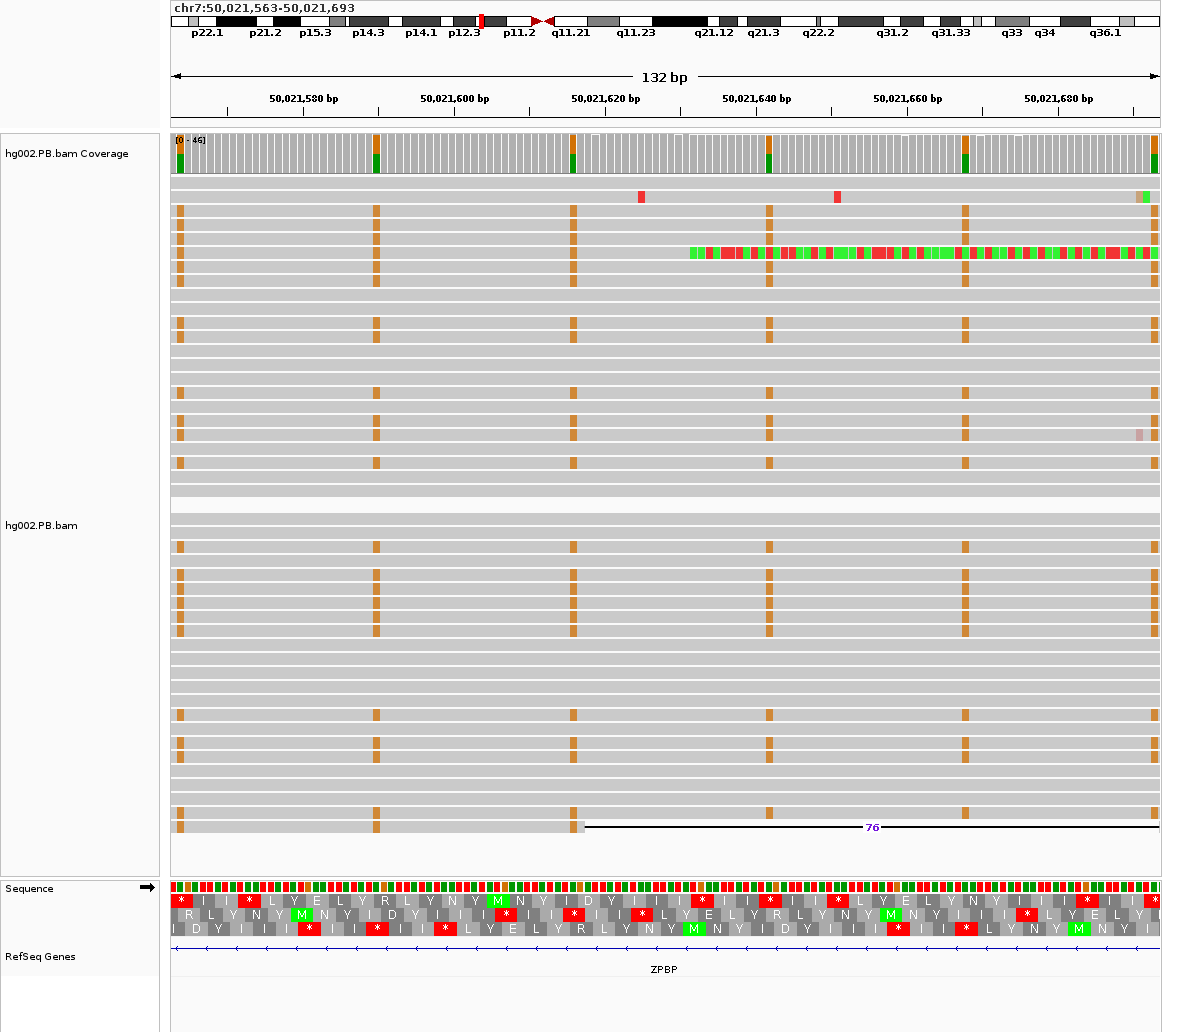 chr7:50,021,563-50,021,693
p22.1 p21.2 p15.3 p14.3 p14.1 p12.3 p11.2 q11.21 q11.23 q21.12 q21.3 q22.2 q31.2 q31.33 q33 q34 q36.1
132 bp
50,021,580 bp 50,021,600 bp 50,021,620 bp 50,021,640 bp 50,021,660 bp 50,021,680 bp
[0 - 46]
hg002.PB.bam Coverage
hg002.PB.bam
76
Sequence
* I I * L Y E L Y R L Y N Y M N Y I D Y I I I * I I * I I * L Y E L Y N Y I I I * I I *
R L Y N Y M N Y I D Y I I I * I I * I I * L Y E L Y R L Y N Y M N Y I I I * L Y E L Y I
I D Y I I I * I I * I I * L Y E L Y R L Y N Y M N Y I D Y I I I * I I * L Y N Y M N Y I
RefSeq Genes
ZPBP